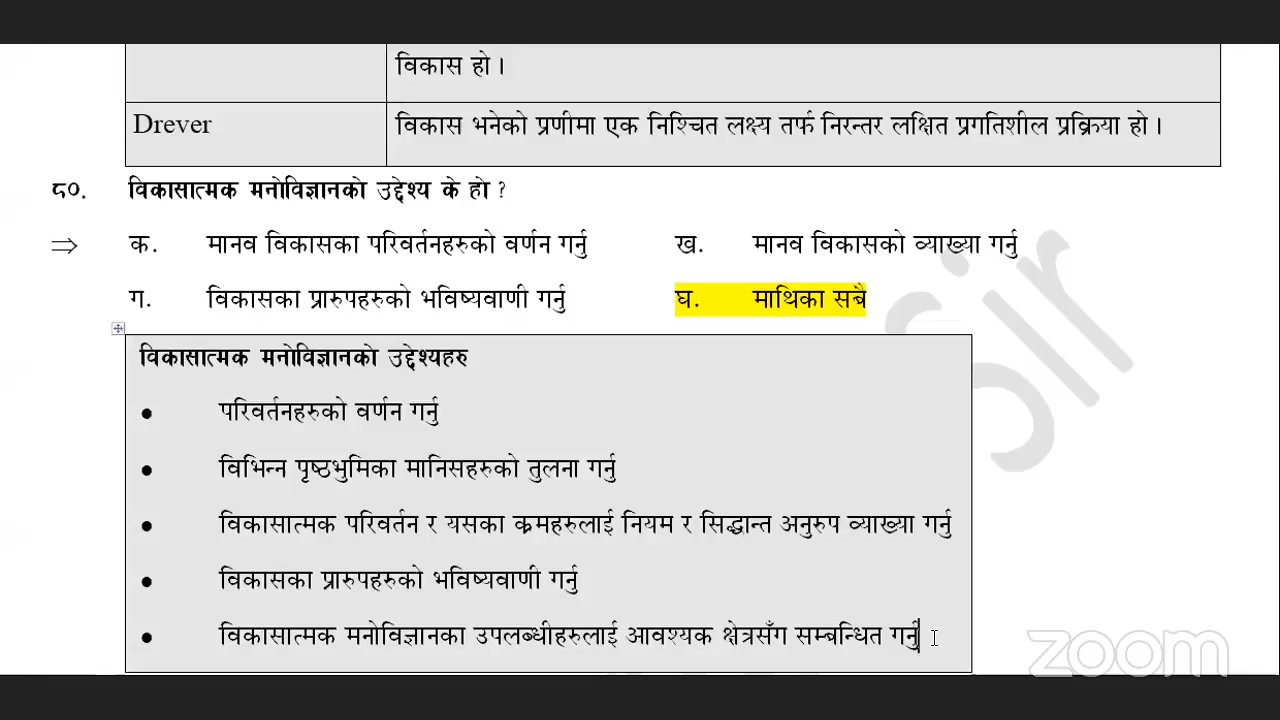 विकास हो ।
Drever विकास भनेको प्रणीमा एक निश्चित लक्ष्य तर्फ निरन्तर लक्षित प्रगतिशील प्रक्रिया हो ।
८०. विकासात्मक मनोविज्ञानको उद्देश्य के हो ?
⇒ क. मानव विकासका परिवर्तनहरुको वर्णन गर्नु ख. मानव विकासको व्याख्या गर्नु
ग. विकासका प्रारुपहरुको भविष्यवाणी गर्नु घ. माथिका सबै
विकासात्मक मनोविज्ञानको उद्देश्यहरु
● परिवर्तनहरुको वर्णन गर्नु
● विभिन्न पृष्ठभुमिका मानिसहरुको तुलना गर्नु
● विकासात्मक परिवर्तन र यसका क्रमहरुलाई नियम र सिद्धान्त अनुरुप व्याख्या गर्नु
● विकासका प्रारुपहरुको भविष्यवाणी गर्नु
● विकासात्मक मनोविज्ञानका उपलब्धीहरुलाई आवश्यक क्षेत्रसँग सम्बन्धित गर्नु
zoom